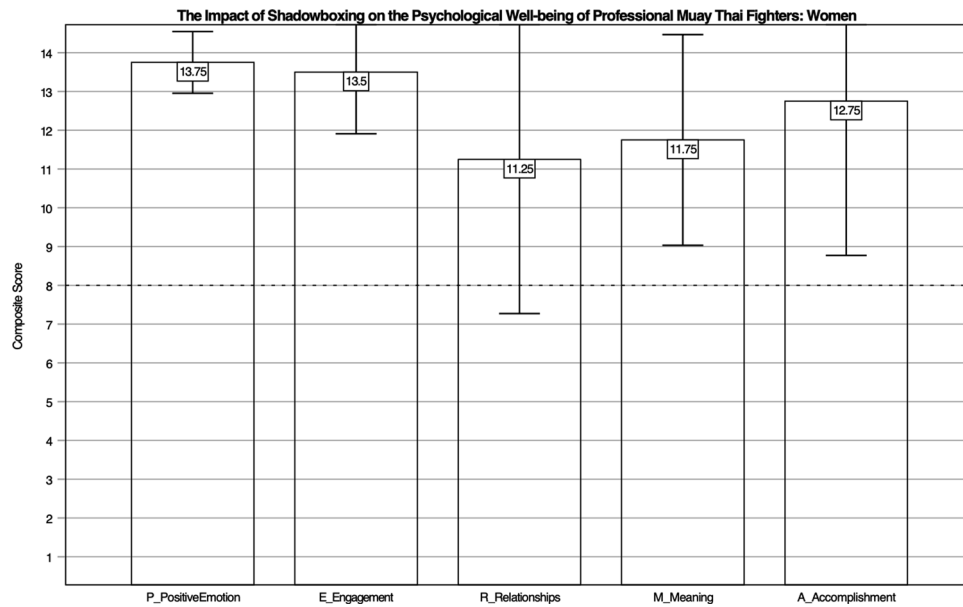 The Impact of Shadowboxing on the Psychological Well-being of Professional Muay Thai Fighters: Women
Composite Score
14
13
12
11
10
9
8
7
6
5
4
3
2
1
13.75
13.5
11.25
11.75
12.75
P_PositiveEmotion
E_Engagement
R_Relationships
M_Meaning
A_Accomplishment